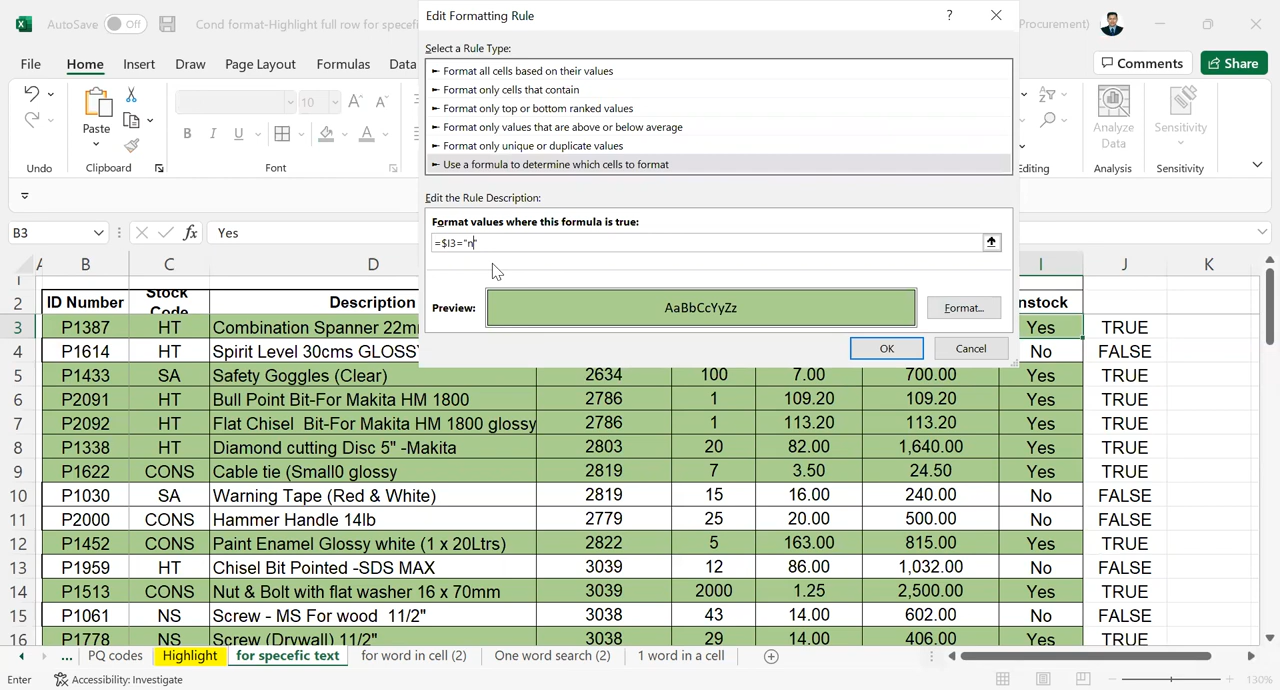 AutoSave Off Cond format-Highlight full row for specefi
Procurement)
Edit Formatting Rule ?
File Home Insert Draw Page Layout Formulas Data
Comments Share
Select a Rule Type:
► Format all cells based on their values
► Format only cells that contain
► Format only top or bottom ranked values
► Format only values that are above or below average
► Format only unique or duplicate values
► Use a formula to determine which cells to format
Edit the Rule Description:
Format values where this formula is true:
=$I3="n"
Preview: AaBbCcYyZz Format...
OK Cancel
Paste
10
B I U A
Analyze Data
Sensitivity
Undo Clipboard Font Editing Analysis Sensitivity
B3 fx Yes
A B C D I J K
1
2 ID Number Stock Code Description nstock
3 P1387 HT Combination Spanner 22m Yes TRUE
4 P1614 HT Spirit Level 30cms GLOSS No FALSE
5 P1433 SA Safety Goggles (Clear) 2634 100 7.00 700.00 Yes TRUE
6 P2091 HT Bull Point Bit-For Makita HM 1800 2786 1 109.20 109.20 Yes TRUE
7 P2092 HT Flat Chisel Bit-For Makita HM 1800 glossy 2786 1 113.20 113.20 Yes TRUE
8 P1338 HT Diamond cutting Disc 5" -Makita 2803 20 82.00 1,640.00 Yes TRUE
9 P1622 CONS Cable tie (Small0 glossy 2819 7 3.50 24.50 Yes TRUE
10 P1030 SA Warning Tape (Red & White) 2819 15 16.00 240.00 No FALSE
11 P2000 CONS Hammer Handle 14lb 2779 25 20.00 500.00 No FALSE
12 P1452 CONS Paint Enamel Glossy white (1 x 20Ltrs) 2822 5 163.00 815.00 Yes TRUE
13 P1959 HT Chisel Bit Pointed -SDS MAX 3039 12 86.00 1,032.00 No FALSE
14 P1513 CONS Nut & Bolt with flat washer 16 x 70mm 3039 2000 1.25 2,500.00 Yes TRUE
15 P1061 NS Screw - MS For wood 11/2" 3038 43 14.00 602.00 No FALSE
16 P1778 NS Screw (Drywall) 11/2" 3038 29 14.00 406.00 Yes TRUE
... PQ codes Highlight for specefic text for word in cell (2) One word search (2) 1 word in a cell
Enter Accessibility: Investigate 130%